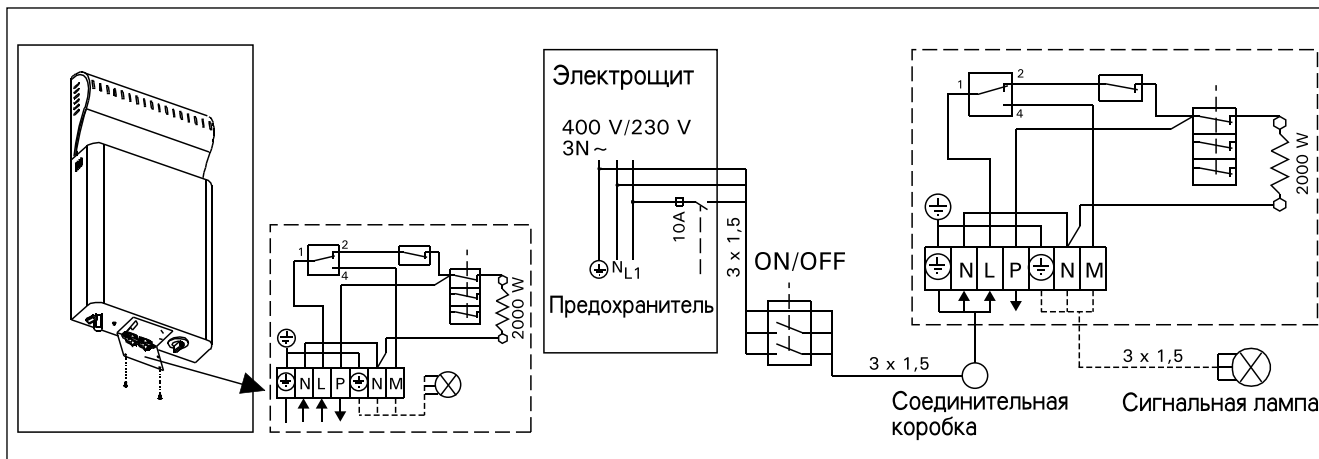 1
2
4
2000 W
N L P N M
Электрощит
400 V/230 V
3N ~
10A
3 x 1,5
N L1
Предохранитель
ON/OFF
3 x 1,5
1
2
4
2000 W
N L P N M
3 x 1,5
Соединительная
коробка
Сигнальная лампа